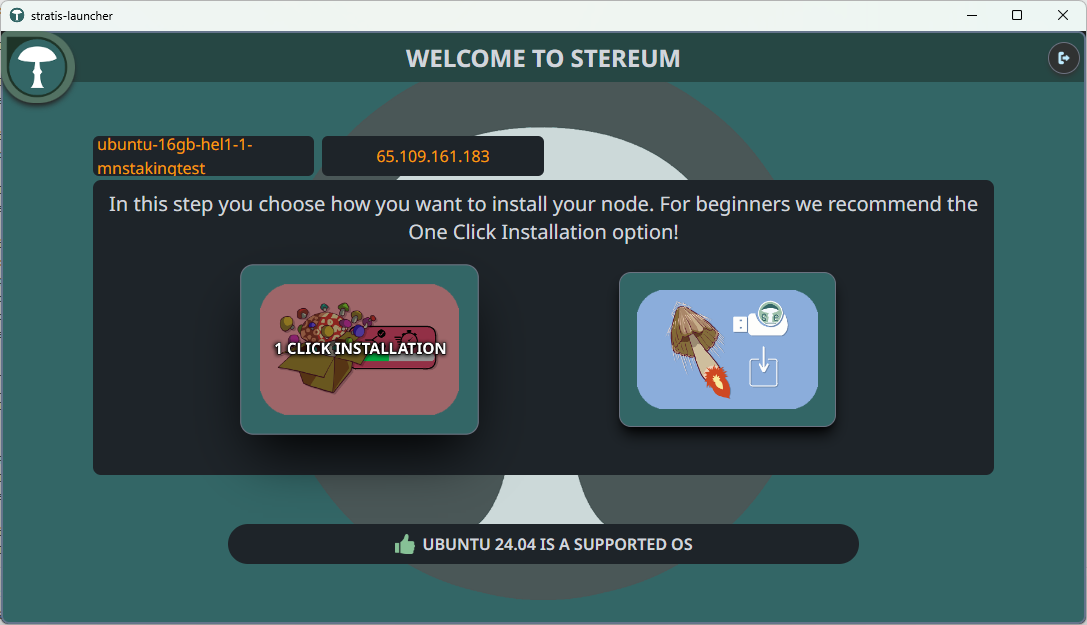 stratis-launcher
WELCOME TO STEREUM
ubuntu-16gb-hel1-1-
mnstakingtest
65.109.161.183
In this step you choose how you want to install your node. For beginners we recommend the
One Click Installation option!
1 CLICK INSTALLATION
UBUNTU 24.04 IS A SUPPORTED OS